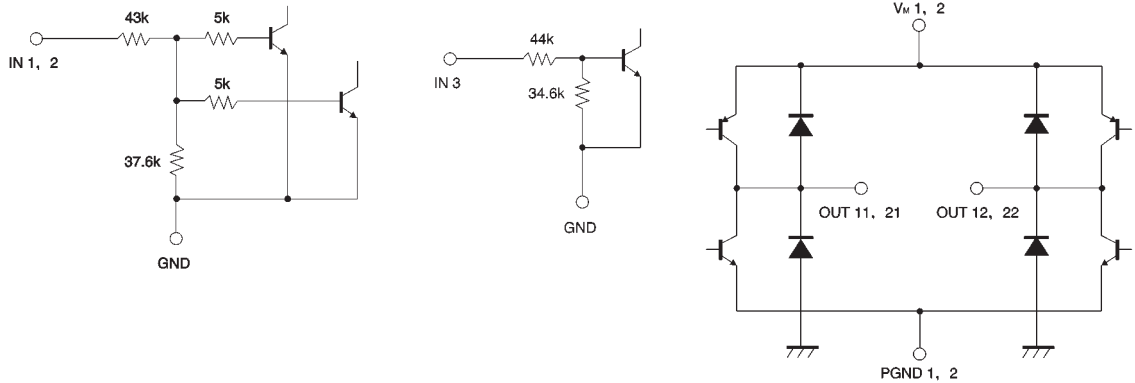 43k
5k
IN 1, 2
5k
37.6k
GND
44k
IN 3
34.6k
GND
VM 1, 2
OUT 11, 21
OUT 12, 22
PGND 1, 2